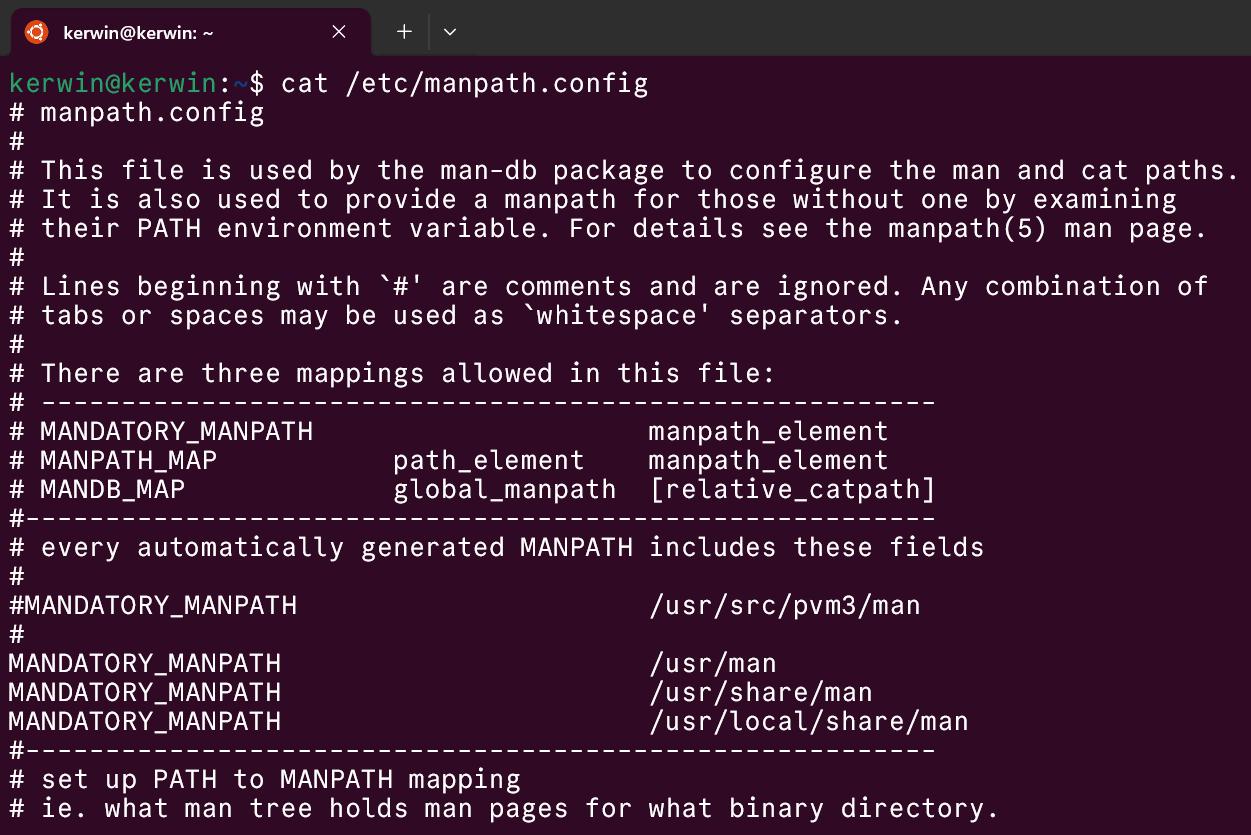 kerwin@kerwin: ~
kerwin@kerwin:~$ cat /etc/manpath.config
# manpath.config
#
# This file is used by the man-db package to configure the man and cat paths.
# It is also used to provide a manpath for those without one by examining
# their PATH environment variable. For details see the manpath(5) man page.
#
# Lines beginning with `#' are comments and are ignored. Any combination of
# tabs or spaces may be used as `whitespace' separators.
#
# There are three mappings allowed in this file:
# --------------------------------------------------------
# MANDATORY_MANPATH                     manpath_element
# MANPATH_MAP           path_element    manpath_element
# MANDB_MAP             global_manpath  [relative_catpath]
#---------------------------------------------------------
# every automatically generated MANPATH includes these fields
#
#MANDATORY_MANPATH                      /usr/src/pvm3/man
#
MANDATORY_MANPATH                       /usr/man
MANDATORY_MANPATH                       /usr/share/man
MANDATORY_MANPATH                       /usr/local/share/man
#---------------------------------------------------------
# set up PATH to MANPATH mapping
# ie. what man tree holds man pages for what binary directory.